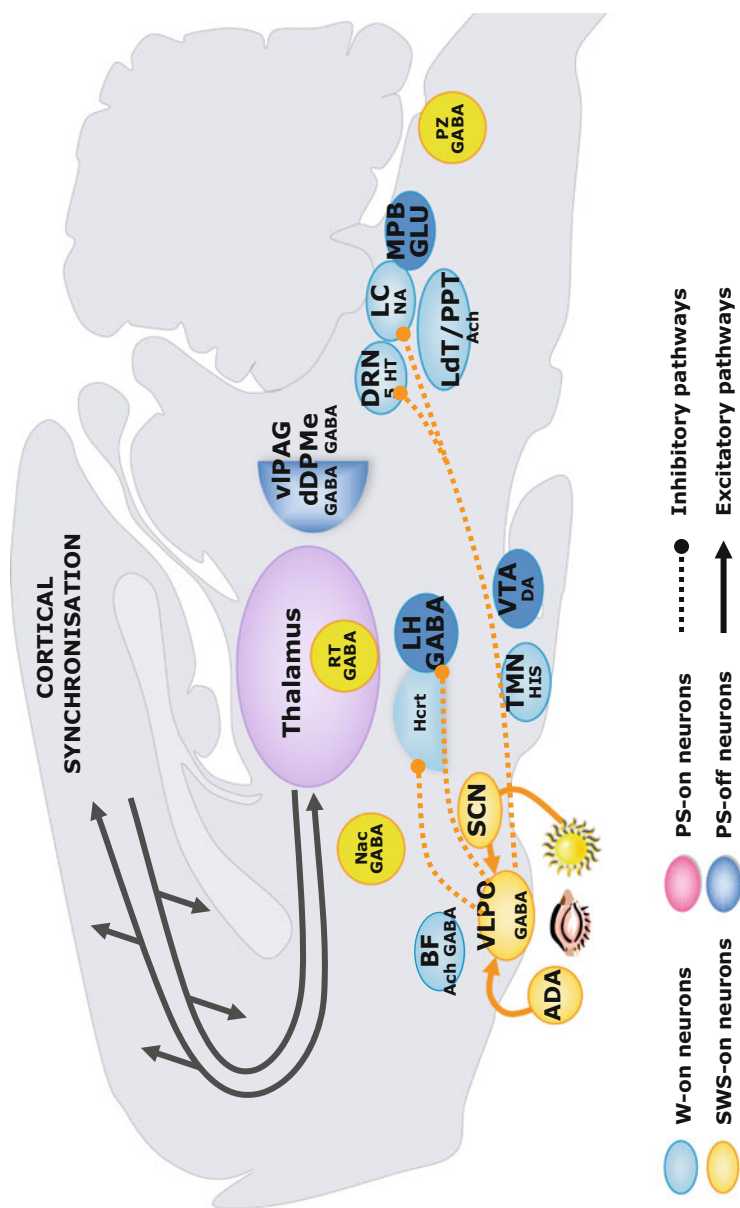 CORTICAL
SYNCHRONISATION
Thalamus
RT
GABA
vlPAG
dDPMe
GABA GABA
Nac
GABA
BF
Ach GABA
VLPO
GABA
ADA
SCN
Hcrt
LH
GABA
TMN
HIS
VTA
DA
DRN
5 HT
LC
NA
MPB
GLU
LdT/PPT
Ach
PZ
GABA
W-on neurons
PS-on neurons
Inhibitory pathways
SWS-on neurons
PS-off neurons
Excitatory pathways